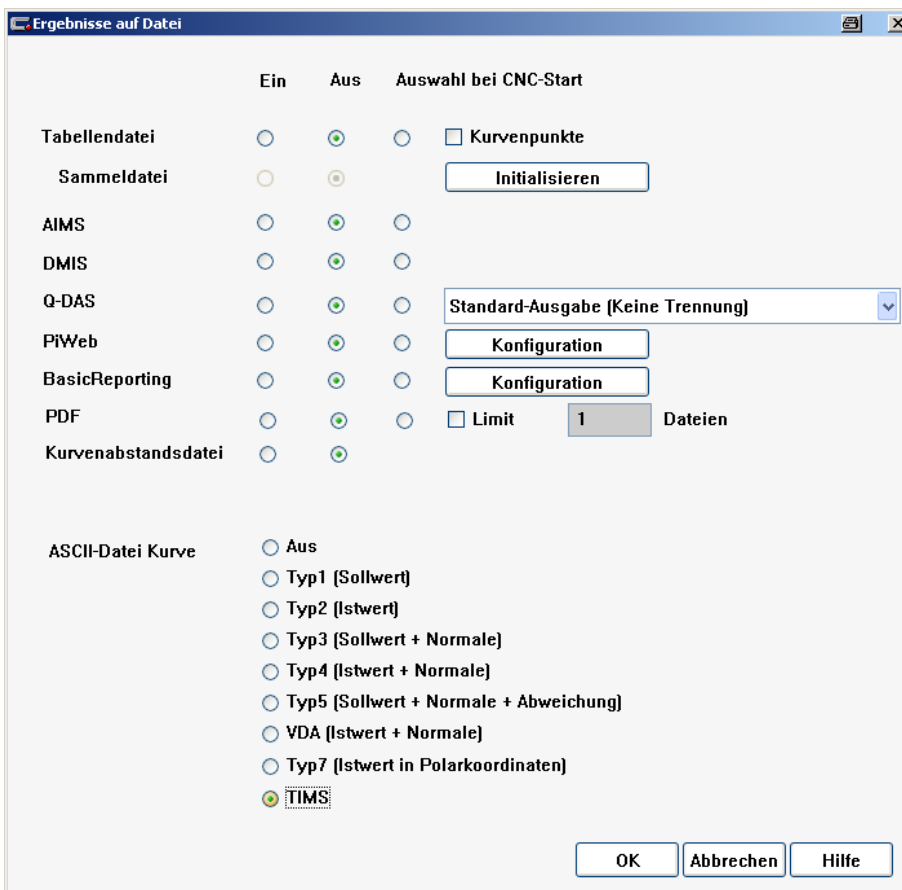 Ergebnisse auf Datei
Ein Aus Auswahl bei CNC-Start
Tabellendatei Kurvenpunkte
Sammeldatei Initialisieren
AIMS
DMIS
Q-DAS Standard-Ausgabe (Keine Trennung)
PiWeb Konfiguration
BasicReporting Konfiguration
PDF Limit 1 Dateien
Kurvenabstandsdatei
ASCII-Datei Kurve Aus
Typ1 (Sollwert)
Typ2 (Istwert)
Typ3 (Sollwert + Normale)
Typ4 (Istwert + Normale)
Typ5 (Sollwert + Normale + Abweichung)
VDA (Istwert + Normale)
Typ7 (Istwert in Polarkoordinaten)
TIMS
OK Abbrechen Hilfe